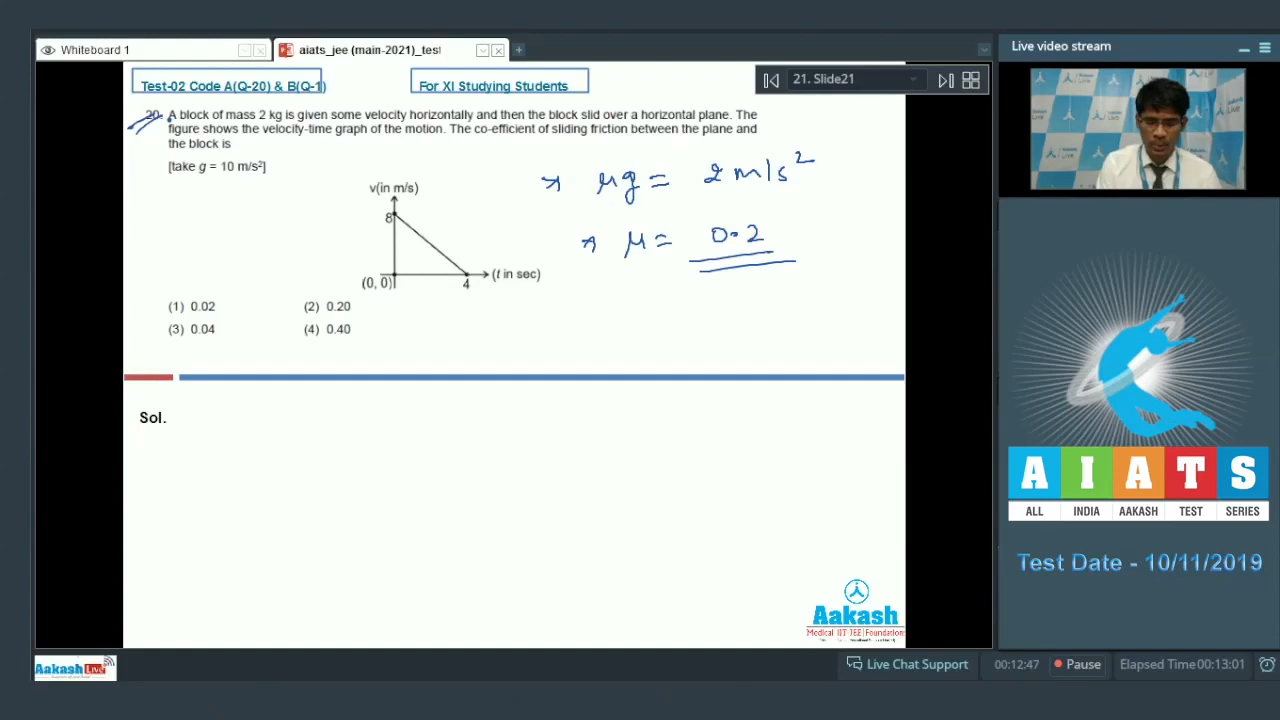 Whiteboard 1
aiats_jee (main-2021)_test
Live video stream
Test-02 Code A(Q-20) & B(Q-1)
For XI Studying Students
21. Slide21
20. A block of mass 2 kg is given some velocity horizontally and then the block slid over a horizontal plane. The
figure shows the velocity-time graph of the motion. The co-efficient of sliding friction between the plane and
the block is
[take g = 10 m/s²]
μg = 2 m/s²
v(in m/s)
8
μ = 0.2
(0, 0)
4
(t in sec)
(1) 0.02
(2) 0.20
(3) 0.04
(4) 0.40
Sol.
A I A T S
ALL INDIA AAKASH TEST SERIES
Test Date - 10/11/2019
Aakash
Medical IIT-JEE Foundations
Aakash Live
Live Chat Support
00:12:47
Pause
Elapsed Time 00:13:01